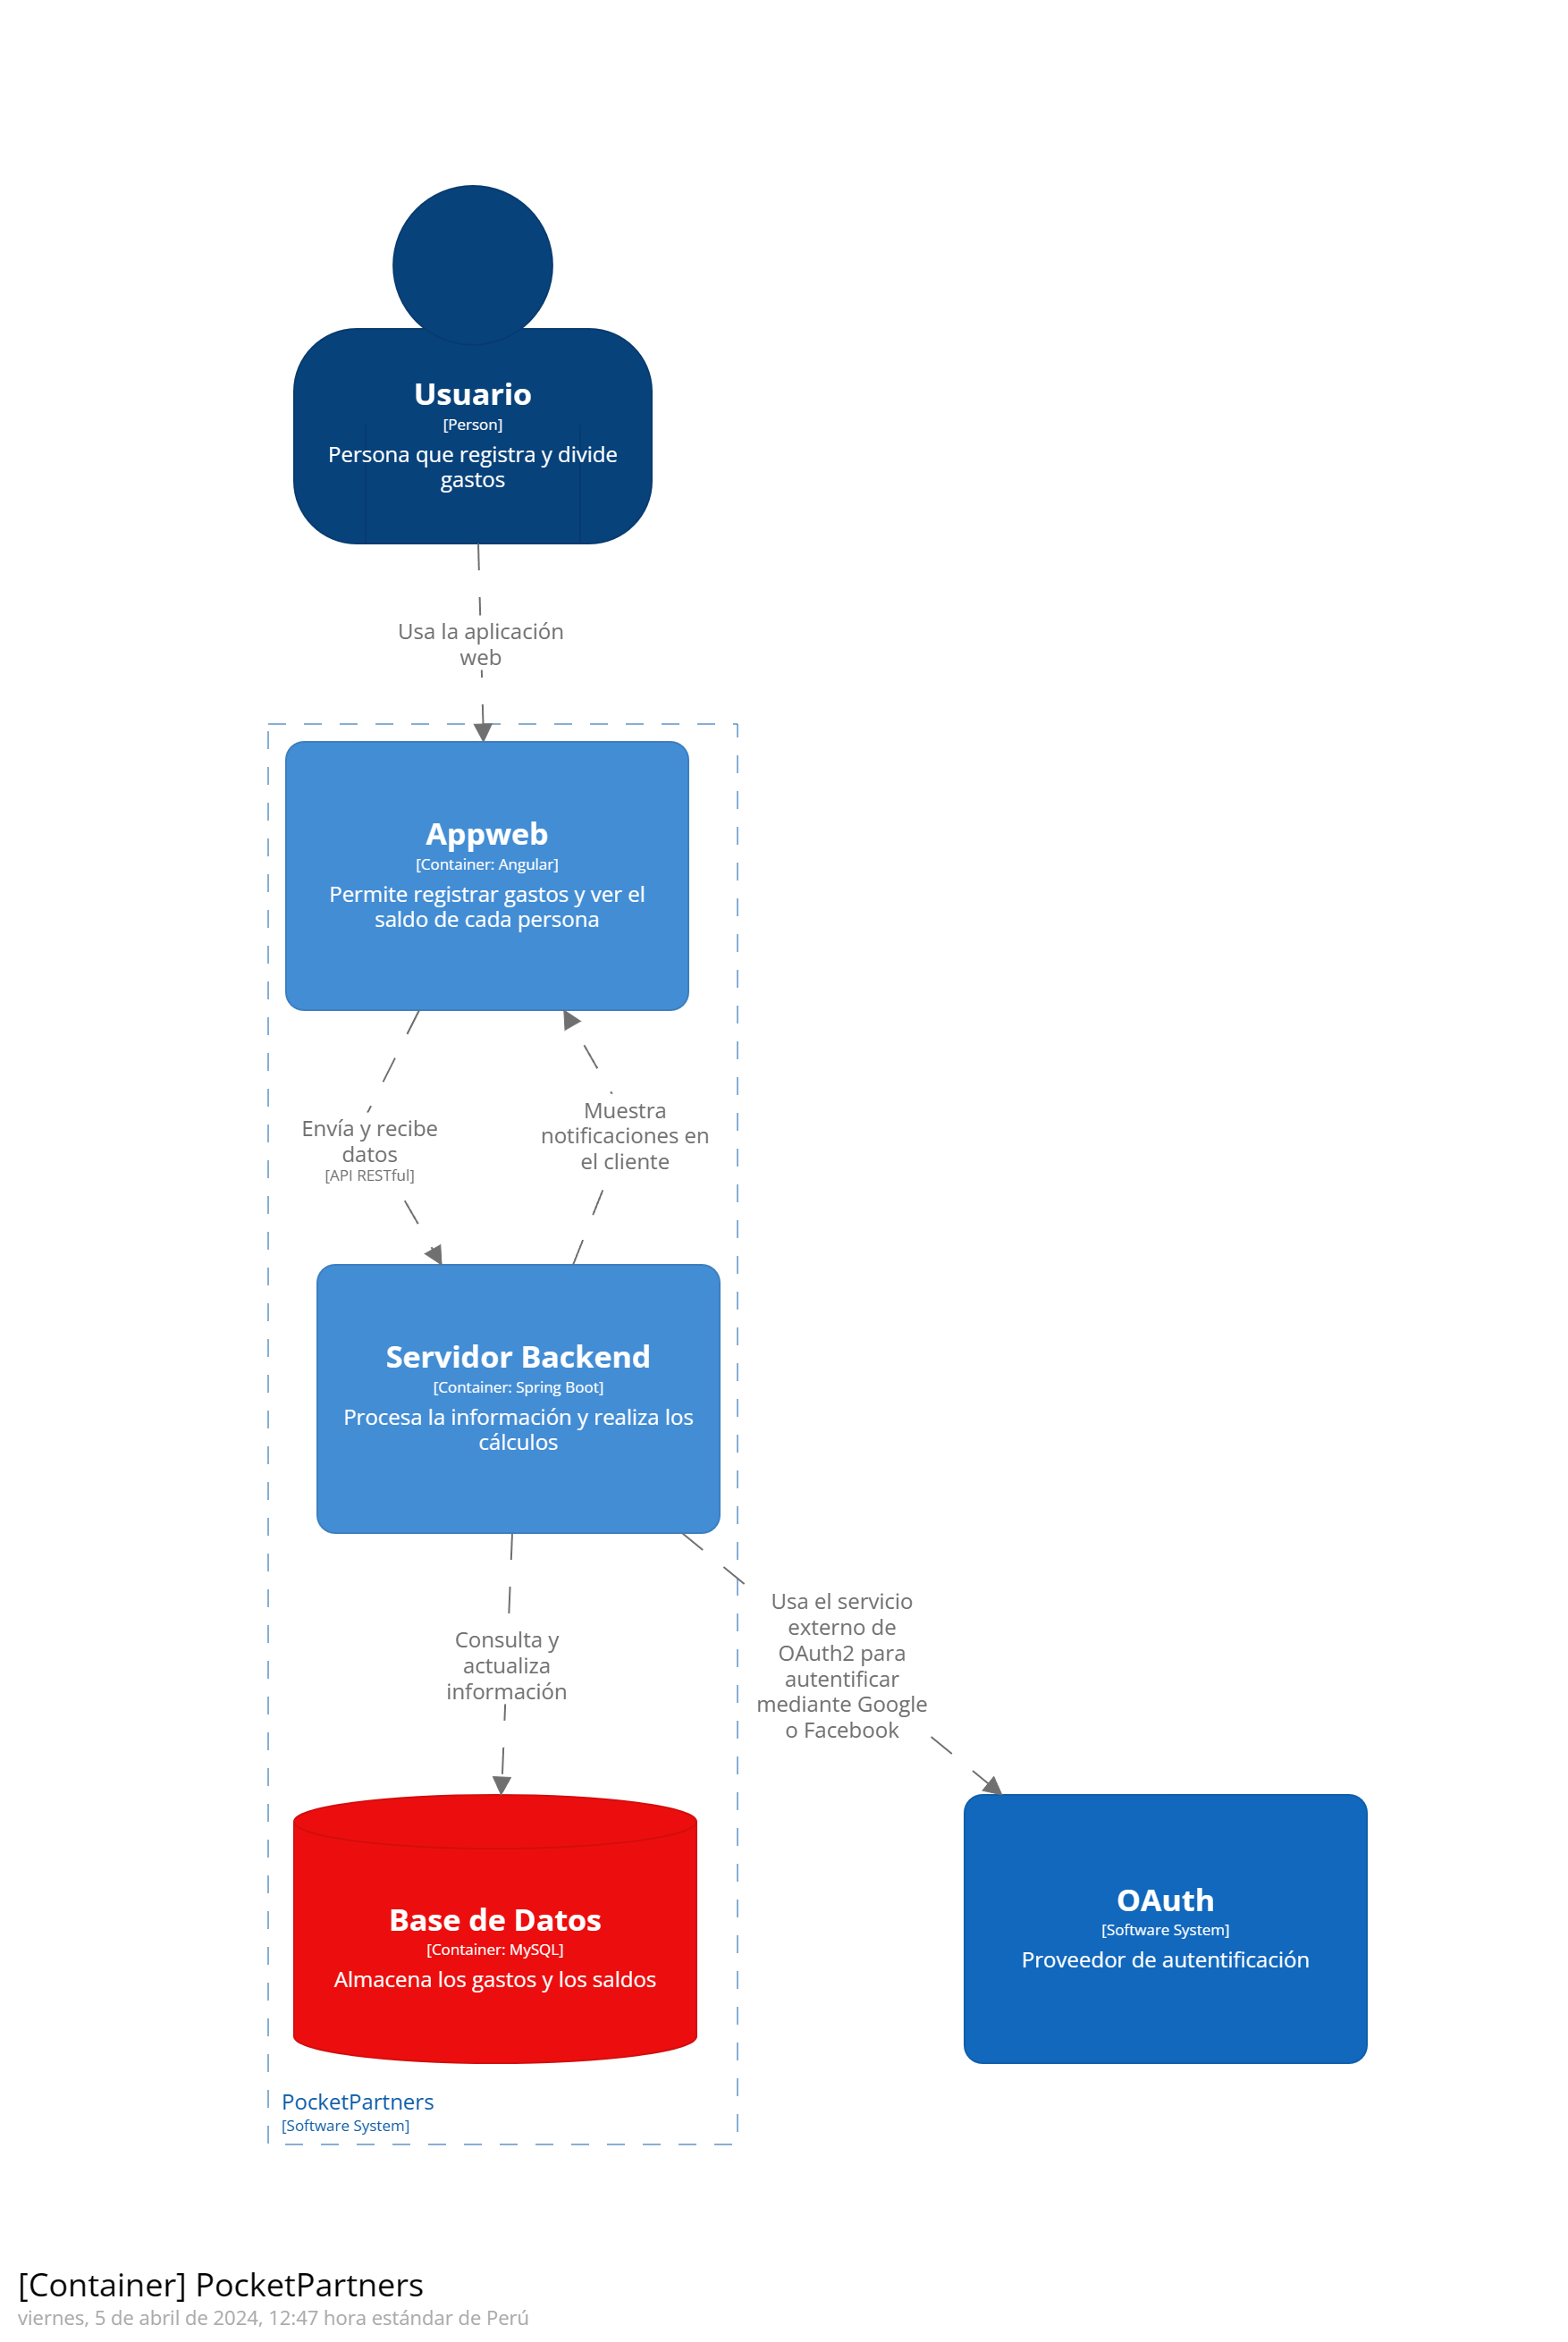 Usuario
[Person]
Persona que registra y divide
gastos
Usa la aplicación
web
Appweb
[Container: Angular]
Permite registrar gastos y ver el
saldo de cada persona
Envía y recibe
datos
[API RESTful]
Muestra
notificaciones en
el cliente
Servidor Backend
[Container: Spring Boot]
Procesa la información y realiza los
cálculos
Consulta y
actualiza
información
Usa el servicio
externo de
OAuth2 para
autentificar
mediante Google
o Facebook
Base de Datos
[Container: MySQL]
Almacena los gastos y los saldos
OAuth
[Software System]
Proveedor de autentificación
PocketPartners
[Software System]
[Container] PocketPartners
viernes, 5 de abril de 2024, 12:47 hora estándar de Perú